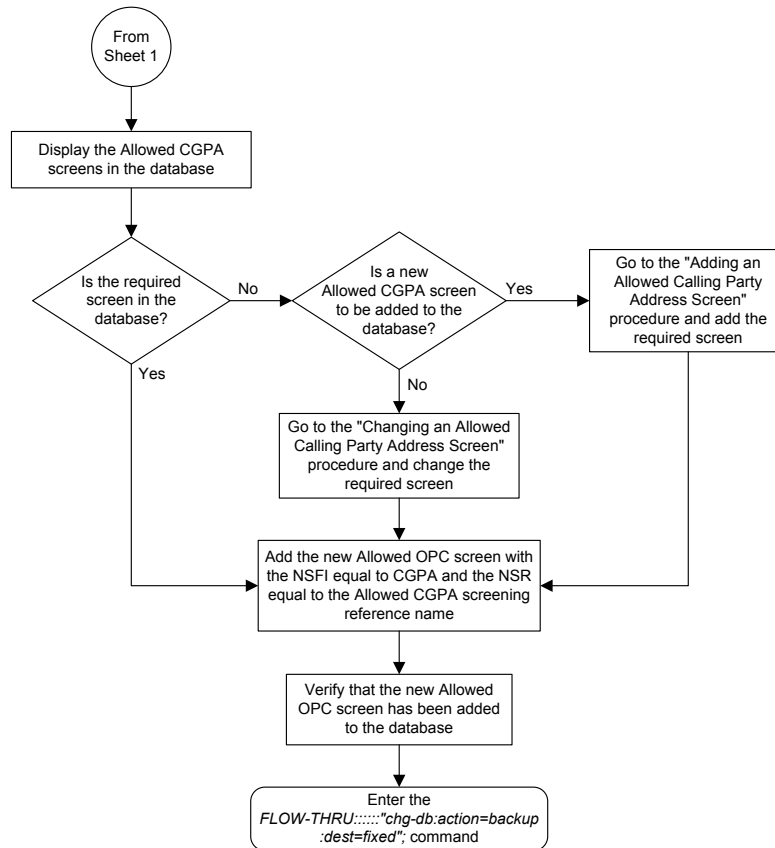 From
Sheet 1
Display the Allowed CGPA
screens in the database
Is the required
screen in the
database?
No
Yes
Is a new
Allowed CGPA screen
to be added to the
database?
Yes
No
Go to the "Adding an
Allowed Calling Party
Address Screen"
procedure and add the
required screen
Go to the "Changing an Allowed
Calling Party Address Screen"
procedure and change the
required screen
Add the new Allowed OPC screen with
the NSFI equal to CGPA and the NSR
equal to the Allowed CGPA screening
reference name
Verify that the new Allowed
OPC screen has been added
to the database
Enter the
FLOW-THRU::::::"chg-db:action=backup
:dest=fixed"; command